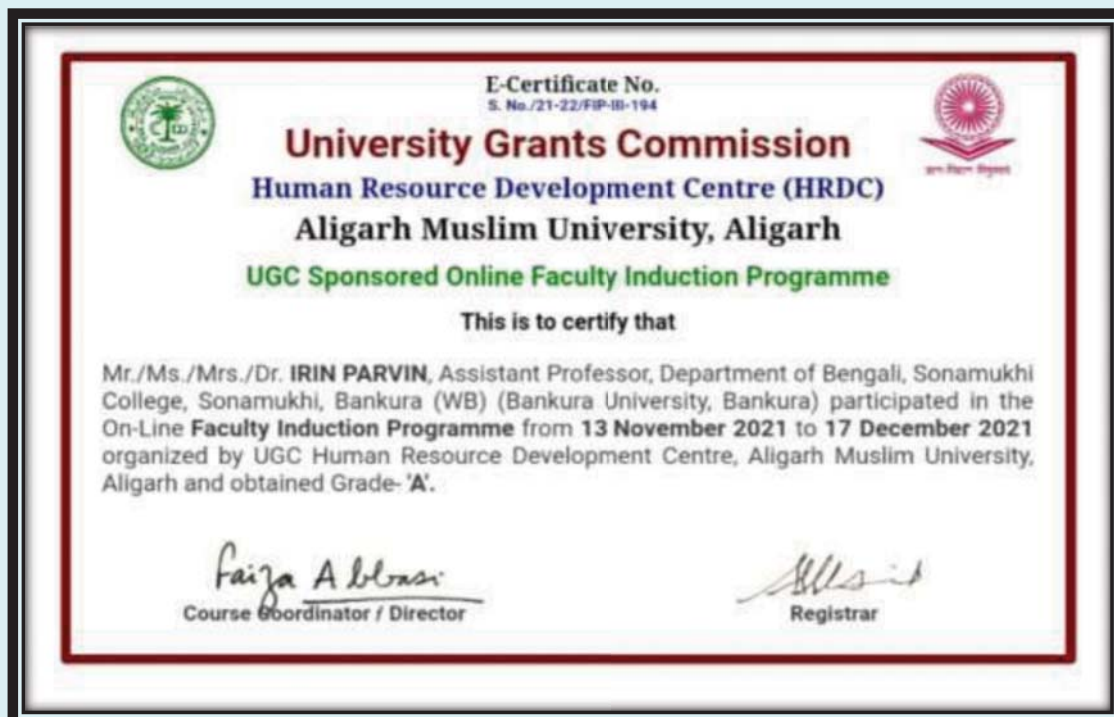 E-Certificate No.
S. No./21-22/FIP-III-194
University Grants Commission
Human Resource Development Centre (HRDC)
Aligarh Muslim University, Aligarh
UGC Sponsored Online Faculty Induction Programme
This is to certify that
Mr./Ms./Mrs./Dr. IRIN PARVIN, Assistant Professor, Department of Bengali, Sonamukhi
College, Sonamukhi, Bankura (WB) (Bankura University, Bankura) participated in the
On-Line Faculty Induction Programme from 13 November 2021 to 17 December 2021
organized by UGC Human Resource Development Centre, Aligarh Muslim University,
Aligarh and obtained Grade- 'A'.
Faiza Abbasi
Course Coordinator / Director
Registrar